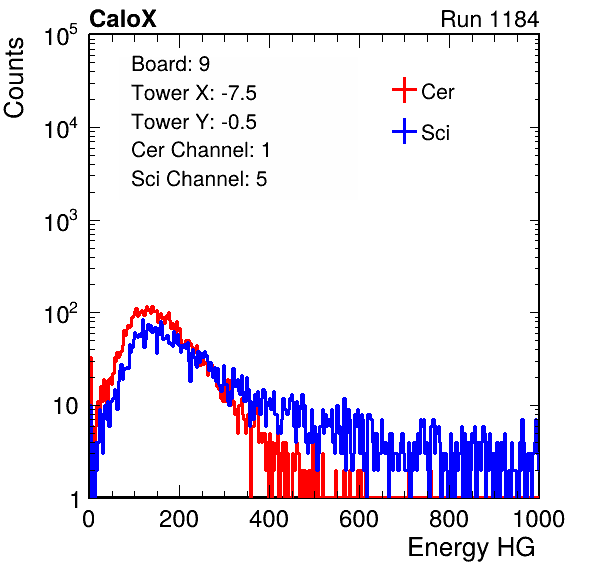 CaloX Run 1184
Board: 9
Tower X: -7.5
Tower Y: -0.5
Cer Channel: 1
Sci Channel: 5
Cer
Sci
Counts
10^5
10^4
10^3
10^2
10
1
0 200 400 600 800 1000
Energy HG